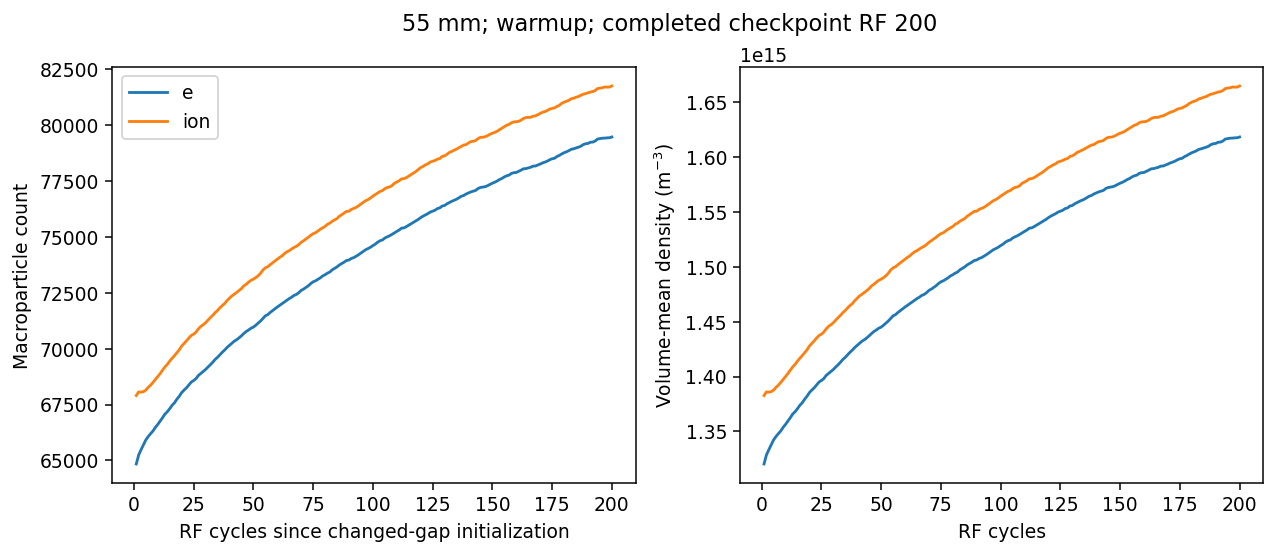 55 mm; warmup; completed checkpoint RF 200
82500
80000
77500
75000
72500
70000
67500
65000
Macroparticle count
e
ion
0 25 50 75 100 125 150 175 200
RF cycles since changed-gap initialization
1e15
1.65
1.60
1.55
1.50
1.45
1.40
1.35
Volume-mean density (m⁻³)
0 25 50 75 100 125 150 175 200
RF cycles